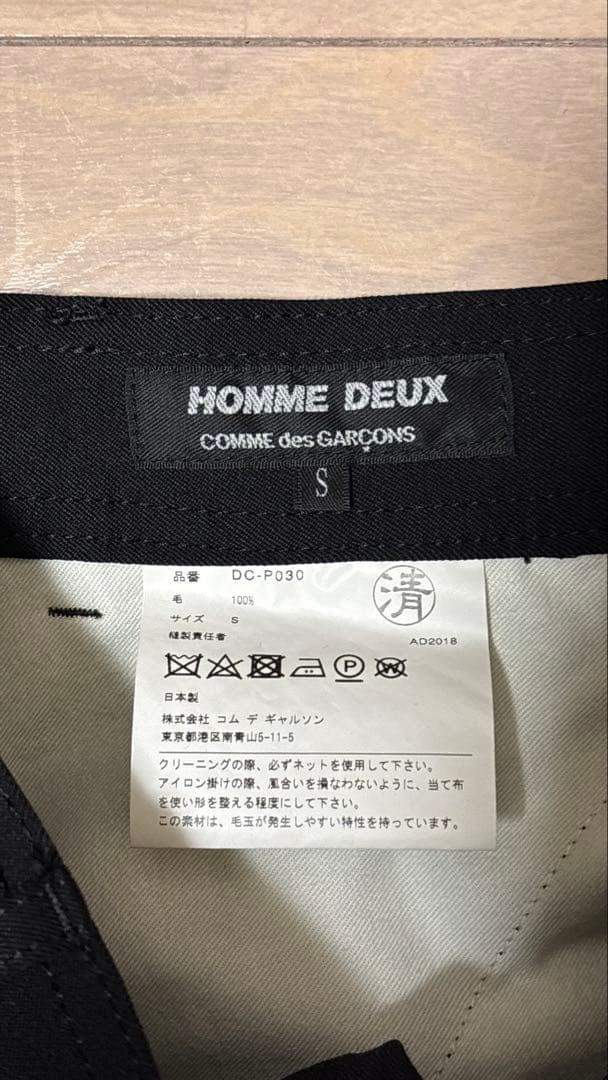 HOMME DEUX
COMME des GARÇONS
S
品番 DC-P030
毛 100%
サイズ S
縫製責任者
清
AD2018
P
W
日本製
株式会社 コム デ ギャルソン
東京都港区南青山5-11-5
クリーニングの際、必ずネットを使用して下さい。
アイロン掛けの際、風合いを損なわないように、当て布
を使い形を整える程度にして下さい。
この素材は、毛玉が発生しやすい特性を持っています。